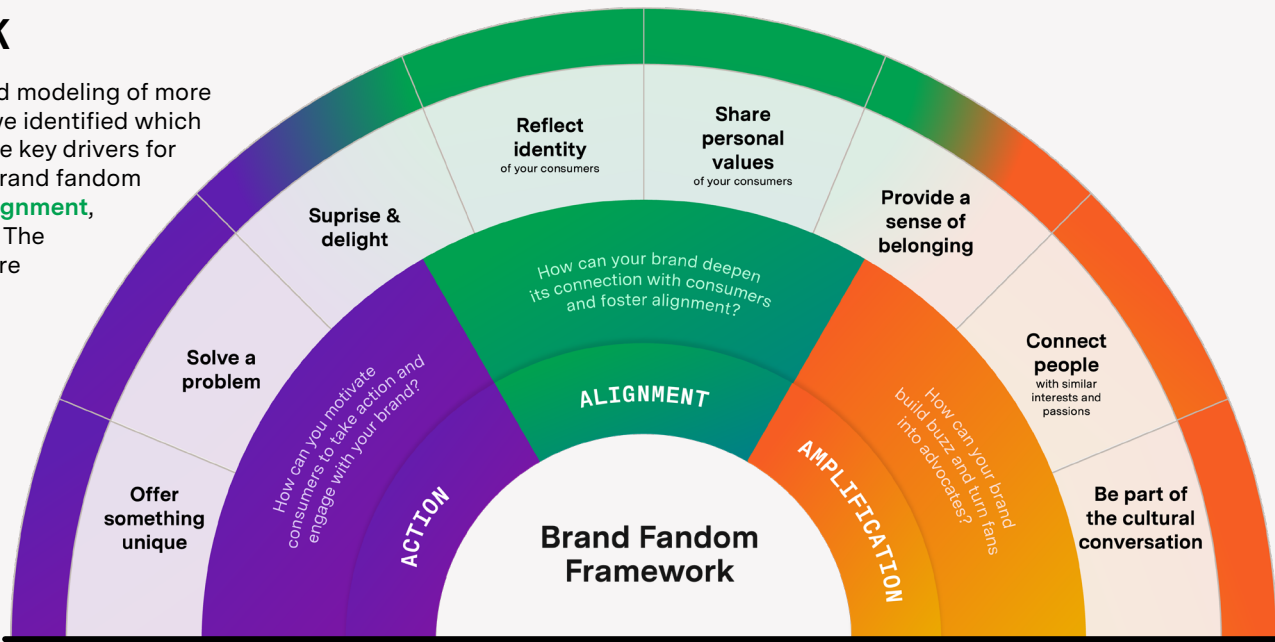 K
d modeling of more
ve identified which
e key drivers for
rand fandom
gnment,
The
re
Reflect
identity
of your consumers
Share
personal
values
of your consumers
Suprise &
delight
Provide a
sense of
belonging
Solve a
problem
Connect
people
with similar
interests and
passions
Offer
something
unique
Be part of
the cultural
conversation
How can you motivate
consumers to take action and
engage with your brand?
How can your brand deepen
its connection with consumers
and foster alignment?
How can your brand
build buzz and turn fans
into advocates?
ACTION
ALIGNMENT
AMPLIFICATION
Brand Fandom
Framework